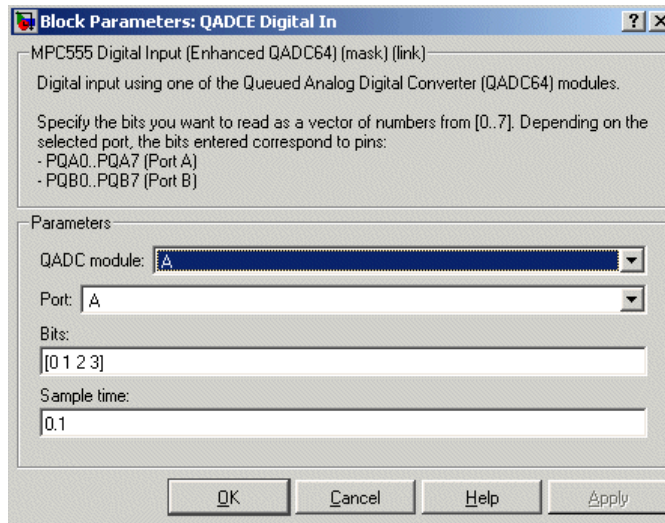 Block Parameters: QADCE Digital In
MPC555 Digital Input (Enhanced QADC64) (mask) (link)
Digital input using one of the Queued Analog Digital Converter (QADC64) modules.
Specify the bits you want to read as a vector of numbers from [0..7]. Depending on the
selected port, the bits entered correspond to pins:
- PQA0..PQA7 (Port A)
- PQB0..PQB7 (Port B)
Parameters
QADC module: A
Port: A
Bits:
[0 1 2 3]
Sample time:
0.1
OK Cancel Help Apply